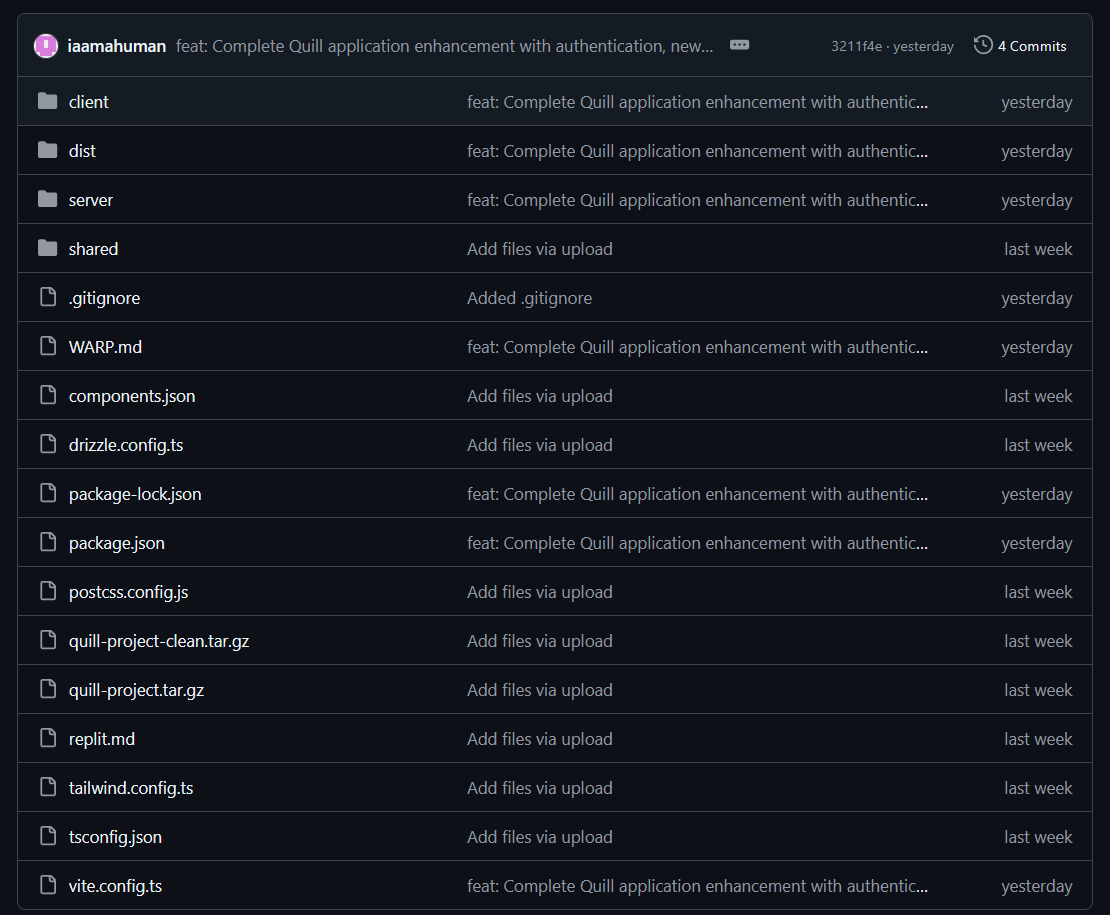 iaamahuman feat: Complete Quill application enhancement with authentication, new... 3211f4e · yesterday 4 Commits
client feat: Complete Quill application enhancement with authentic... yesterday
dist feat: Complete Quill application enhancement with authentic... yesterday
server feat: Complete Quill application enhancement with authentic... yesterday
shared Add files via upload last week
.gitignore Added .gitignore yesterday
WARP.md feat: Complete Quill application enhancement with authentic... yesterday
components.json Add files via upload last week
drizzle.config.ts Add files via upload last week
package-lock.json feat: Complete Quill application enhancement with authentic... yesterday
package.json feat: Complete Quill application enhancement with authentic... yesterday
postcss.config.js Add files via upload last week
quill-project-clean.tar.gz Add files via upload last week
quill-project.tar.gz Add files via upload last week
replit.md Add files via upload last week
tailwind.config.ts Add files via upload last week
tsconfig.json Add files via upload last week
vite.config.ts feat: Complete Quill application enhancement with authentic... yesterday